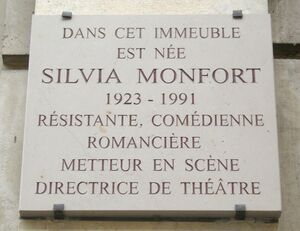 DANS CET IMMEUBLE
EST NÉE
SILVIA MONFORT
1923 - 1991
RÉSISTANTE, COMÉDIENNE
ROMANCIÈRE
METTEUR EN SCÈNE
DIRECTRICE DE THÉÂTRE